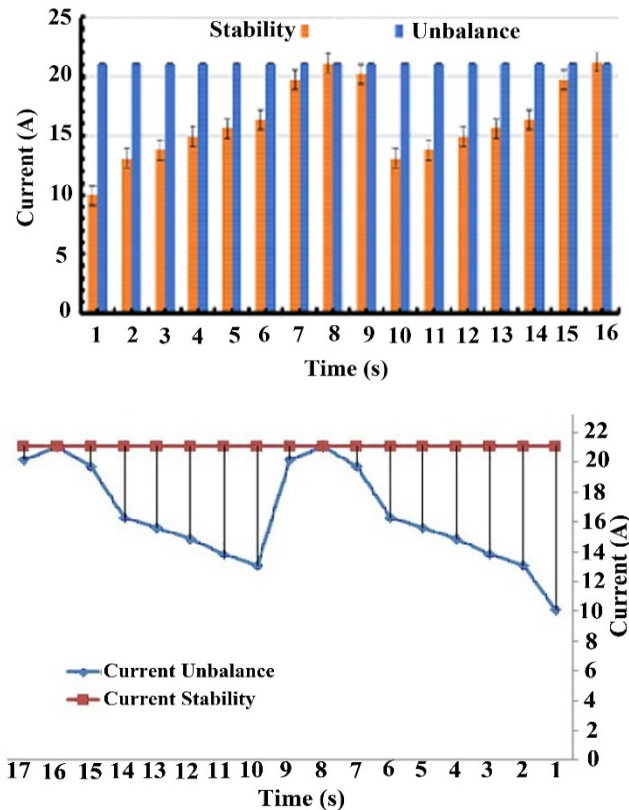 Stability Unbalance
25
20
15
10
5
0
Current (A)
1 2 3 4 5 6 7 8 9 10 11 12 13 14 15 16
Time (s)
22
20
18
16
14
12
10
8
6
4
2
0
Current (A)
Current Unbalance
Current Stability
17 16 15 14 13 12 11 10 9 8 7 6 5 4 3 2 1
Time (s)